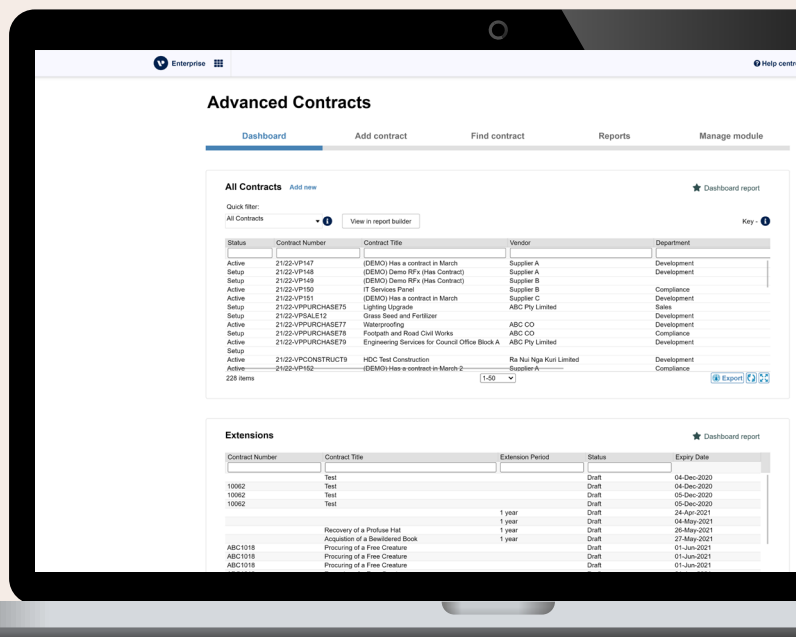 Enterprise
Help centre
Advanced Contracts
Dashboard Add contract Find contract Reports Manage module
All Contracts Add new Dashboard report
Quick filter:
All Contracts View in report builder Key -
Status Contract Number Contract Title Vendor Department
Active 21/22-VP147 (DEMO) Has a contract in March Supplier A Development
Setup 21/22-VP148 (DEMO) Demo RFx (Has Contract) Supplier A Development
Setup 21/22-VP149 (DEMO) Demo RFx (Has Contract) Supplier B
Active 21/22-VP150 IT Services Panel Supplier B Compliance
Active 21/22-VP151 (DEMO) Has a contract in March Supplier C Development
Setup 21/22-VPPURCHASE75 Lighting Upgrade ABC Pty Limited Sales
Setup 21/22-VPSALE12 Grass Seed and Fertilizer Development
Active 21/22-VPPURCHASE77 Waterproofing ABC CO Development
Setup 21/22-VPPURCHASE78 Footpath and Road Civil Works ABC CO Compliance
Active 21/22-VPPURCHASE79 Engineering Services for Council Office Block A ABC Pty Limited Development
Setup
Active 21/22-VPCONSTRUCT9 HDC Test Construction Ra Nui Nga Kuri Limited Development
Active 21/22-VP152 (DEMO) Has a contract in March 2 Supplier A Compliance
228 items 1-50 Export
Extensions Dashboard report
Contract Number Contract Title Extension Period Status Expiry Date
Test Draft 04-Dec-2020
10062 Test Draft 04-Dec-2020
10062 Test Draft 05-Dec-2020
10062 Test Draft 05-Dec-2020
1 year Draft 24-Apr-2021
1 year Draft 04-May-2021
Recovery of a Profuse Hat 1 year Draft 26-May-2021
Acquistion of a Bewildered Book 1 year Draft 27-May-2021
ABC1018 Procuring of a Free Creature Draft 01-Jun-2021
ABC1018 Procuring of a Free Creature Draft 01-Jun-2021
ABC1018 Procuring of a Free Creature Draft 01-Jun-2021